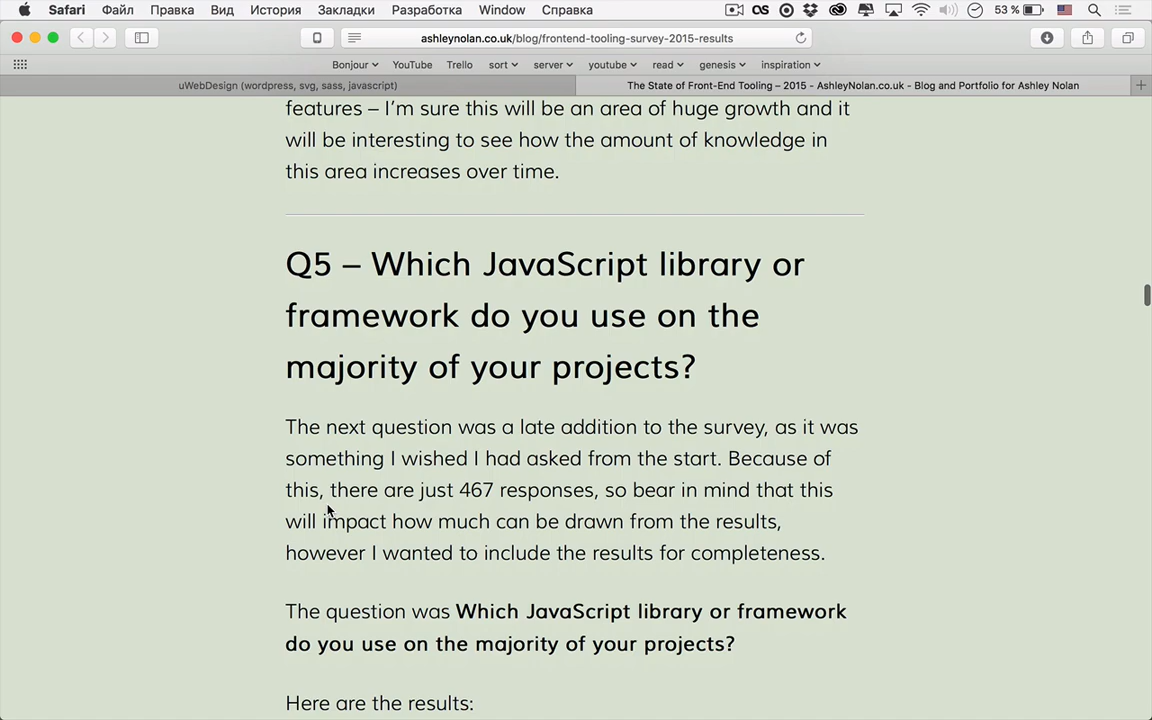 Safari Файл Правка Вид История Закладки Разработка Window Справка 53 %
ashleynolan.co.uk/blog/frontend-tooling-survey-2015-results
Bonjour YouTube Trello sort server youtube read genesis inspiration
uWebDesign (wordpress, svg, sass, javascript) The State of Front-End Tooling – 2015 - AshleyNolan.co.uk - Blog and Portfolio for Ashley Nolan
features – I'm sure this will be an area of huge growth and it
will be interesting to see how the amount of knowledge in
this area increases over time.
Q5 – Which JavaScript library or
framework do you use on the
majority of your projects?
The next question was a late addition to the survey, as it was
something I wished I had asked from the start. Because of
this, there are just 467 responses, so bear in mind that this
will impact how much can be drawn from the results,
however I wanted to include the results for completeness.
The question was Which JavaScript library or framework
do you use on the majority of your projects?
Here are the results: